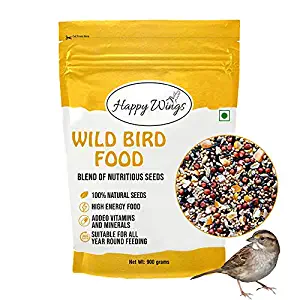 Happy Wings
WILD BIRD
FOOD
BLEND OF NUTRITIOUS SEEDS
100% NATURAL SEEDS
HIGH ENERGY FOOD
ADDED VITAMINS
AND MINERALS
SUITABLE FOR ALL
YEAR ROUND FEEDING
Net Wt: 900 grams